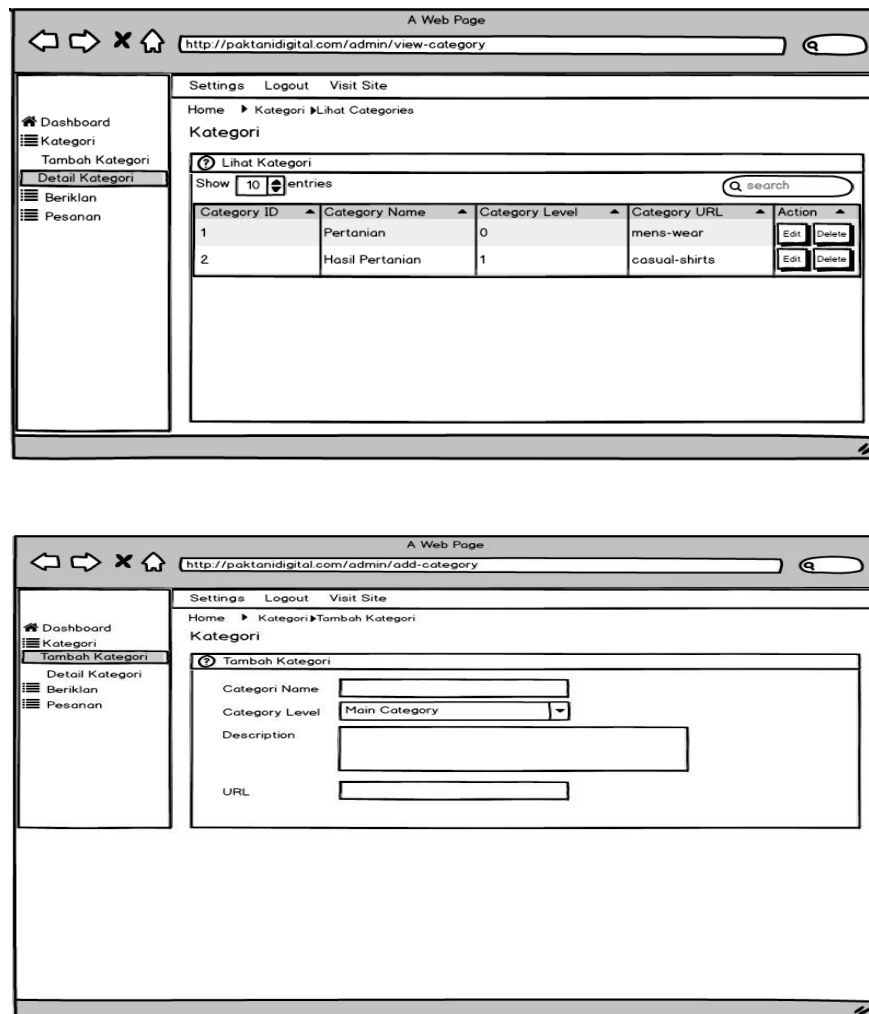 A Web Page
http://paktanidigital.com/admin/view-category
Settings Logout Visit Site
Home Kategori Lihat Categories
Kategori
Dashboard
Kategori
Tambah Kategori
Detail Kategori
Beriklan
Pesanan
Lihat Kategori
Show 10 entries search
Category ID Category Name Category Level Category URL Action
1 Pertanian 0 mens-wear Edit Delete
2 Hasil Pertanian 1 casual-shirts Edit Delete
A Web Page
http://paktanidigital.com/admin/add-category
Settings Logout Visit Site
Home Kategori Tambah Kategori
Kategori
Dashboard
Kategori
Tambah Kategori
Detail Kategori
Beriklan
Pesanan
Tambah Kategori
Categori Name
Category Level Main Category
Description
URL